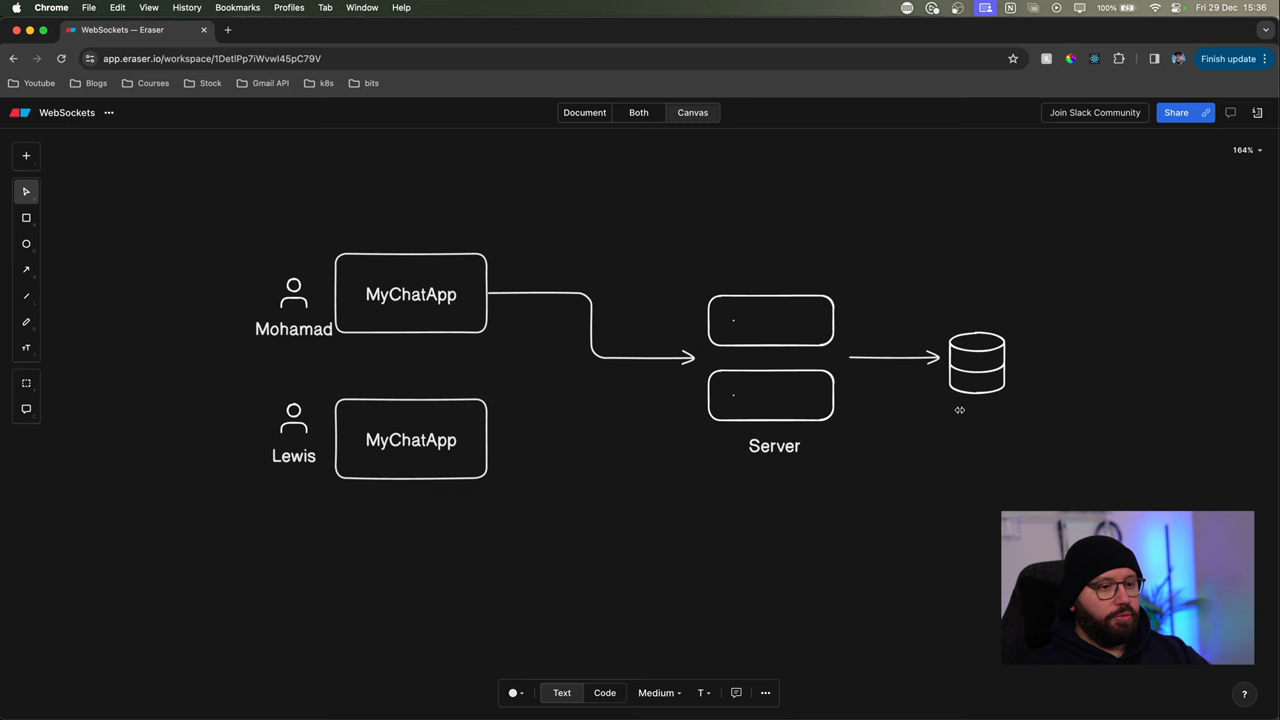 Chrome File Edit View History Bookmarks Profiles Tab Window Help
100% Fri 29 Dec 15:36
WebSockets — Eraser
app.eraser.io/workspace/1DetlPp7iWvwI45pC79V
Finish update
Youtube Blogs Courses Stock Gmail API k8s bits
WebSockets
Document Both Canvas
Join Slack Community
Share
164%
MyChatApp
Mohamad
MyChatApp
Lewis
Server
Text Code Medium T
?